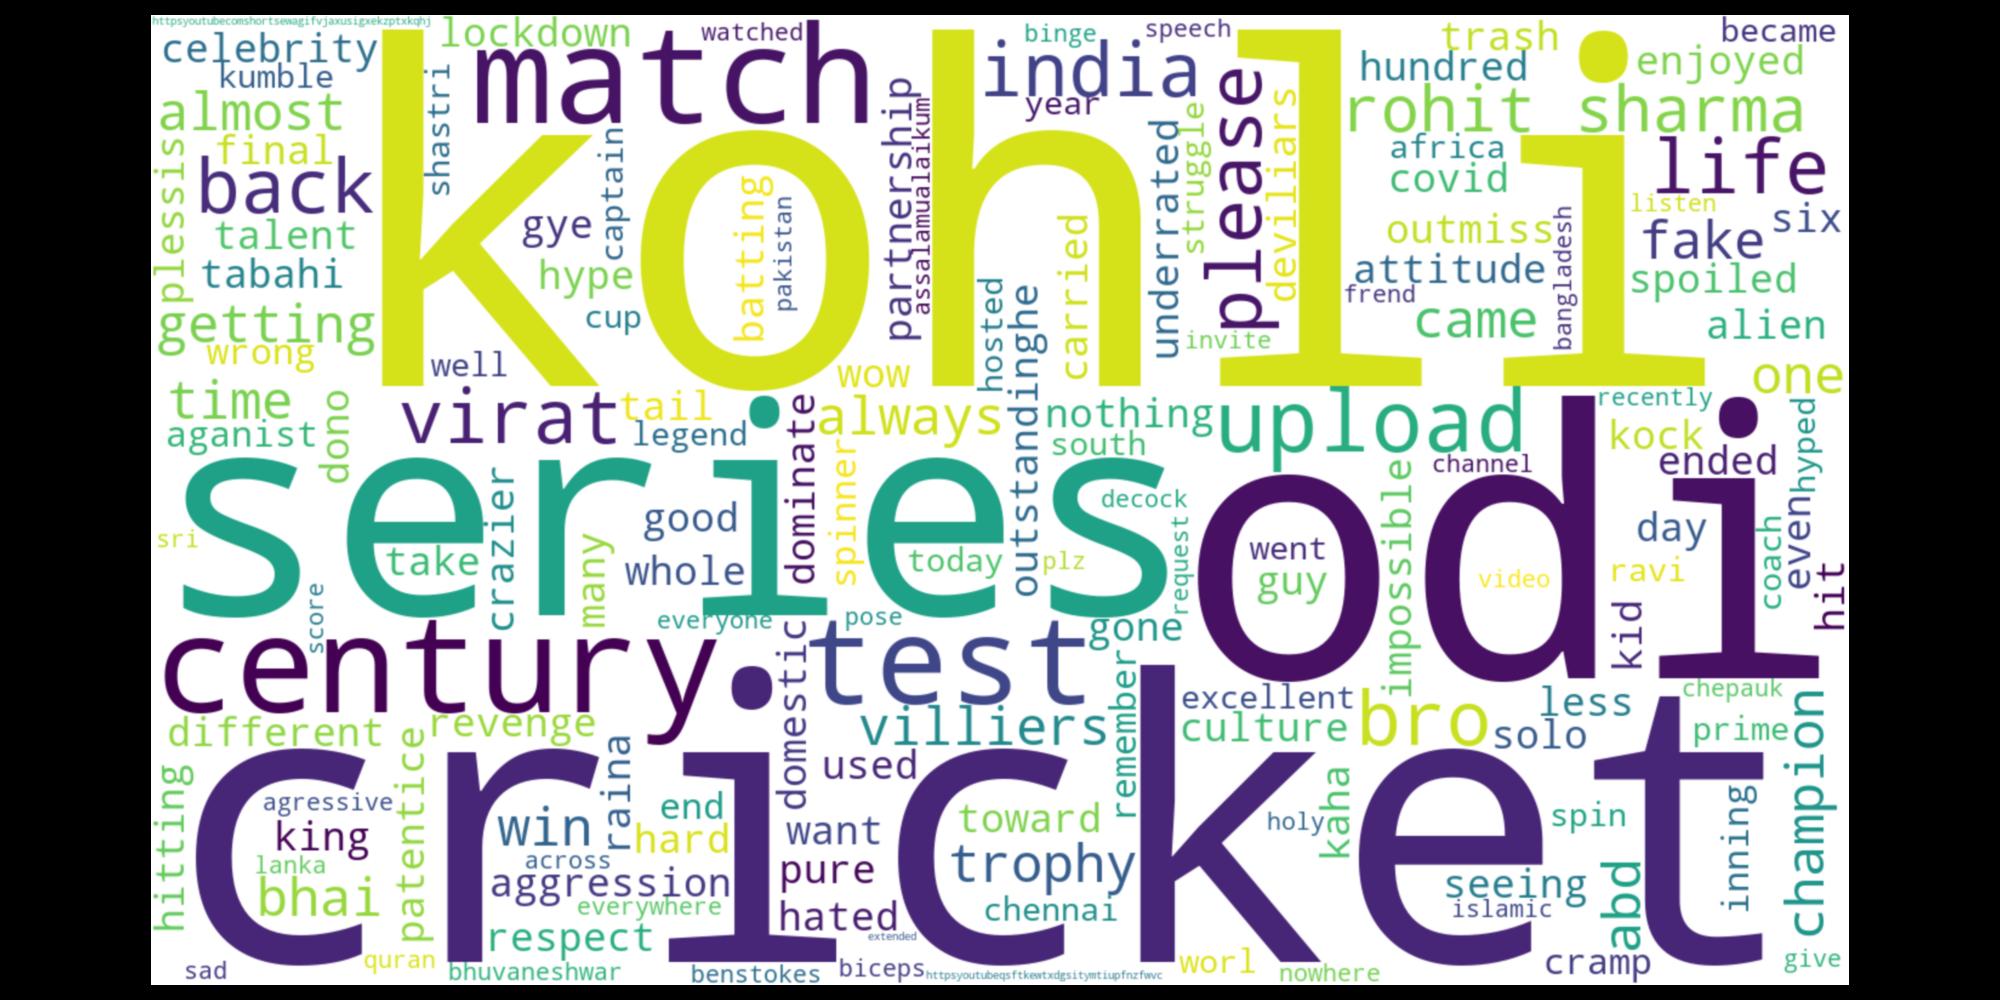 httpsyoutubecomshortsewagifvjaxusigxekzptxkqhj
celebrity
lockdown
watched
binge
speech
trash
became
kumble
match
india
hundred
enjoyed
almost
shastri
year
rohit sharma
final
captain
partnership
assalamualaikum
please
devilliars
africa
life
back
kohli
batting
pakistan
struggle
underrated
covid
listen
plessis
gye
carried
outmiss
fake
six
talent
tabahi
hype
cup
hosted
attitude
frend
bangladesh
spoiled
getting
invite
came
alien
wrong
well
wow
outstandinghe
one
time
dono
virat
tail
legend
dominate
always
nothing
upload
recently
aganist
south
kock
hyped
series
spinner
channel
ended
sri
take
crazier
good
decock
odi
impossible
day
even
many
whole
today
plz
request
went
guy
video
ravi
coach
hit
score
everyone
pose
gone
kid
century
test
domestic
remember
excellent
less
chepauk
different
revenge
villiers
culture
bro
solo
prime
champion
hitting
patentice
raina
used
agressive
king
win
end
hard
want
toward
holy
kaha
spin
inning
cricket
lanka
across
pure
trophy
bhai
aggression
seeing
abd
everywhere
hated
chennai
islamic
respect
extended
sad
quran
bhuvaneshwar
benstokes
biceps
worl
nowhere
cramp
give